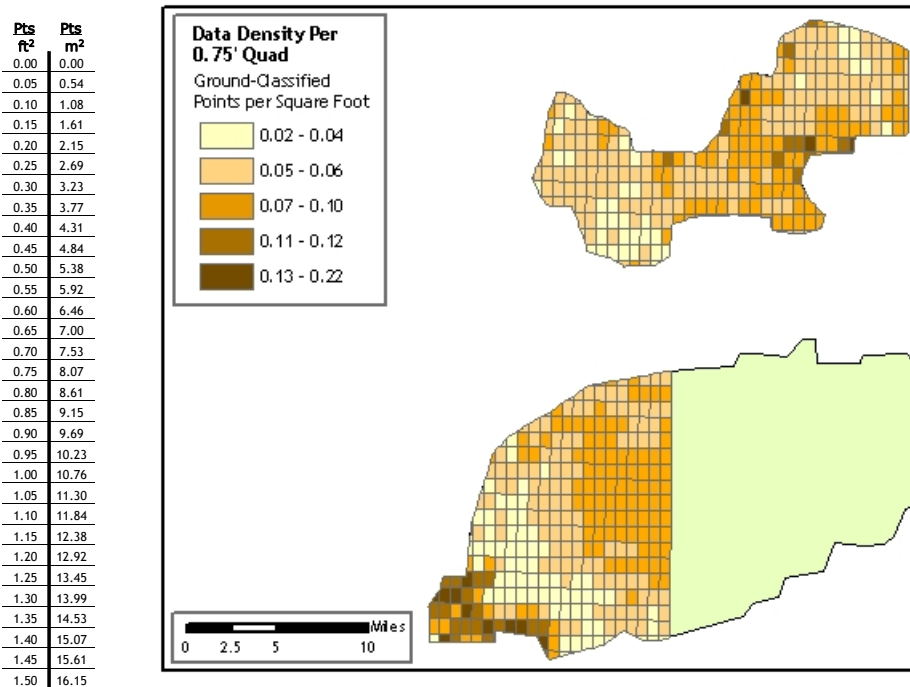 Pts Pts
ft² m²
0.00 0.00
0.05 0.54
0.10 1.08
0.15 1.61
0.20 2.15
0.25 2.69
0.30 3.23
0.35 3.77
0.40 4.31
0.45 4.84
0.50 5.38
0.55 5.92
0.60 6.46
0.65 7.00
0.70 7.53
0.75 8.07
0.80 8.61
0.85 9.15
0.90 9.69
0.95 10.23
1.00 10.76
1.05 11.30
1.10 11.84
1.15 12.38
1.20 12.92
1.25 13.45
1.30 13.99
1.35 14.53
1.40 15.07
1.45 15.61
1.50 16.15
Data Density Per
0.75' Quad
Ground-Classified
Points per Square Foot
0.02 - 0.04
0.05 - 0.06
0.07 - 0.10
0.11 - 0.12
0.13 - 0.22
Miles
0 2.5 5 10